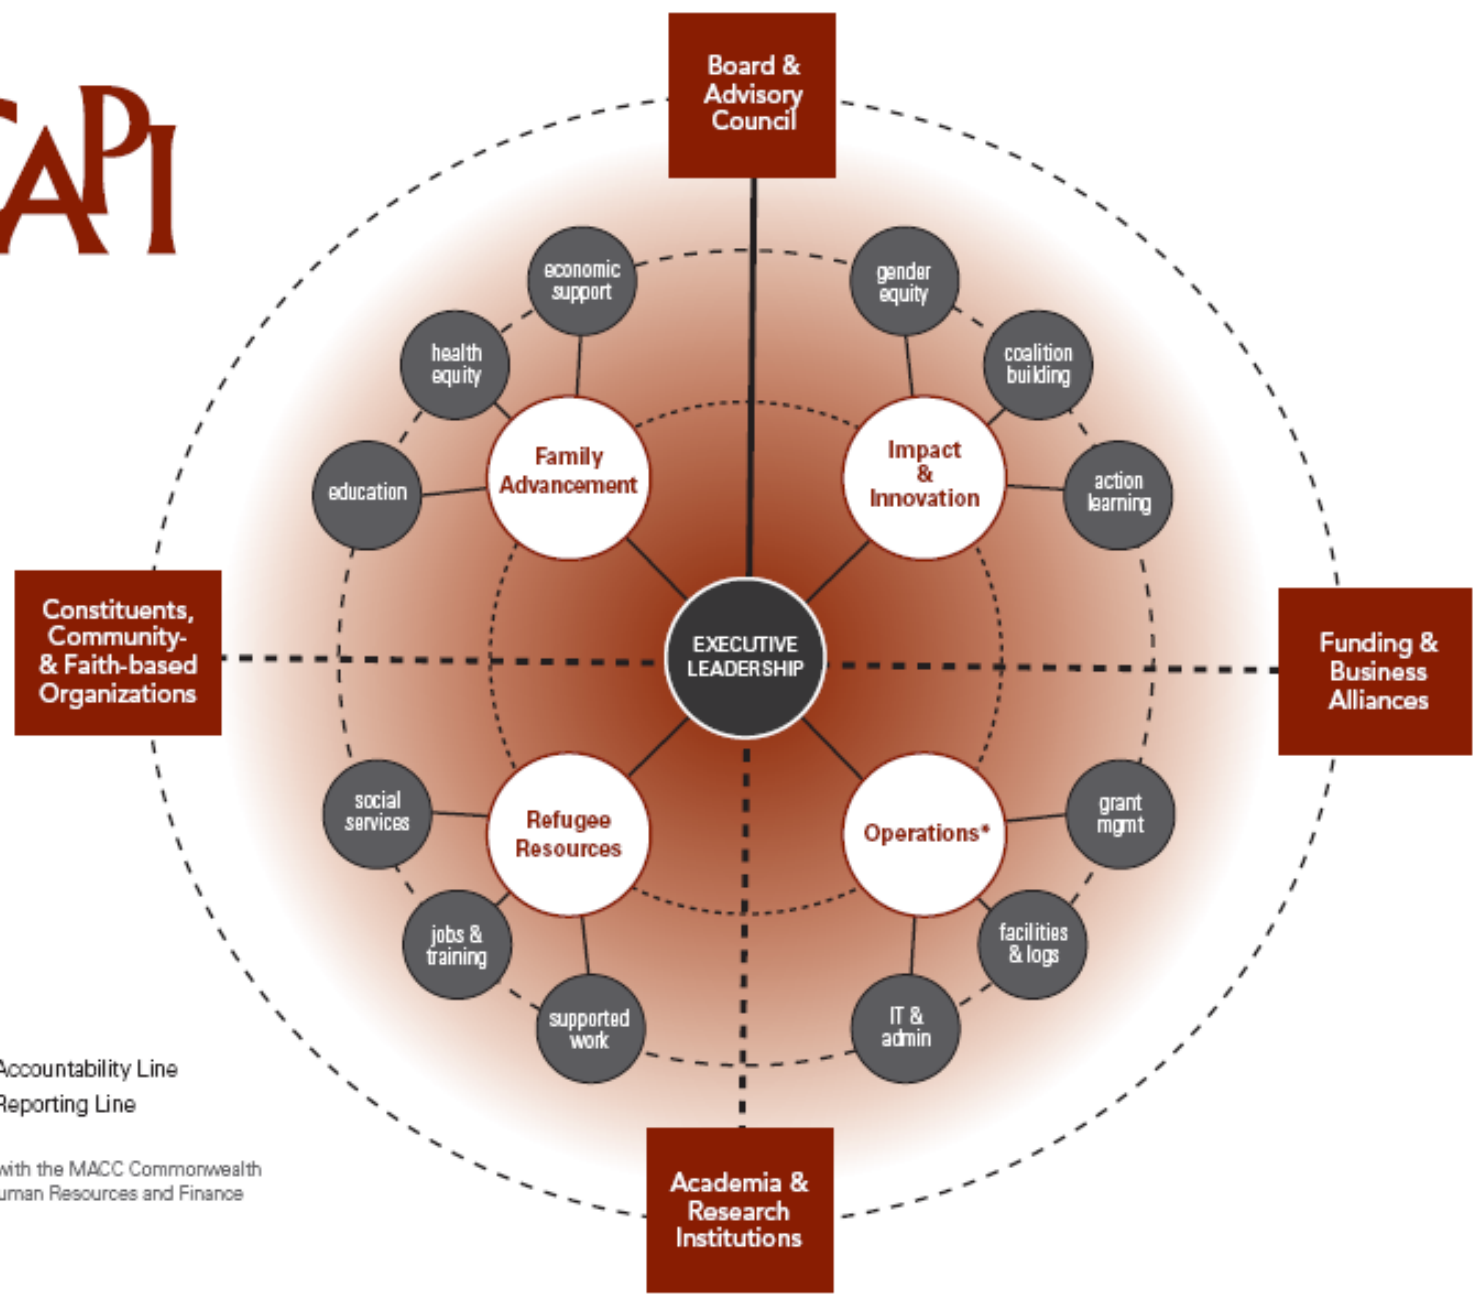 Board &
Advisory
Council
API
economic
support
gender
equity
health
equity
coalition
building
Family
Advancement
Impact
&
Innovation
education
action
learning
Constituents,
Community-
& Faith-based
Organizations
EXECUTIVE
LEADERSHIP
Funding &
Business
Alliances
social
services
Refugee
Resources
Operations*
grant
mgmt
jobs &
training
facilities
& logs
supported
work
IT &
admin
Accountability Line
Reporting Line
with the MACC Commonwealth
uman Resources and Finance
Academia &
Research
Institutions